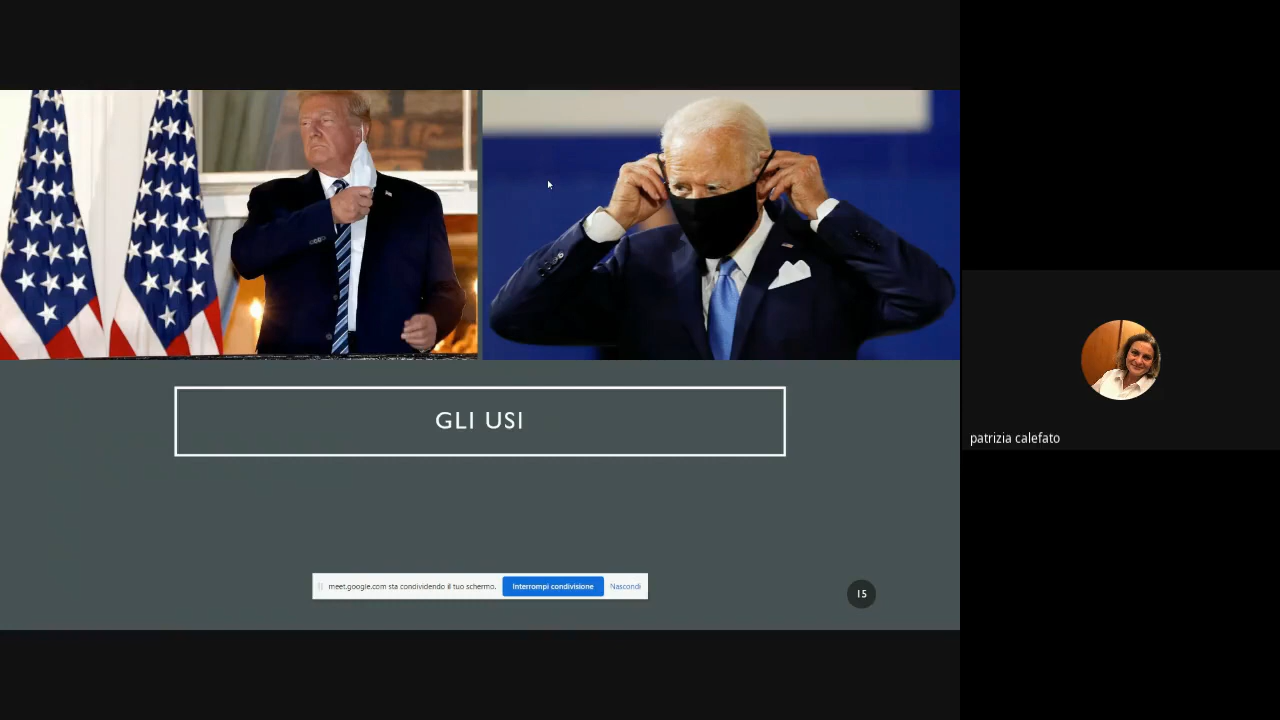 GLI USI
meet.google.com sta condividendo il tuo schermo. Interrompi condivisione Nascondi
15
patrizia calefato